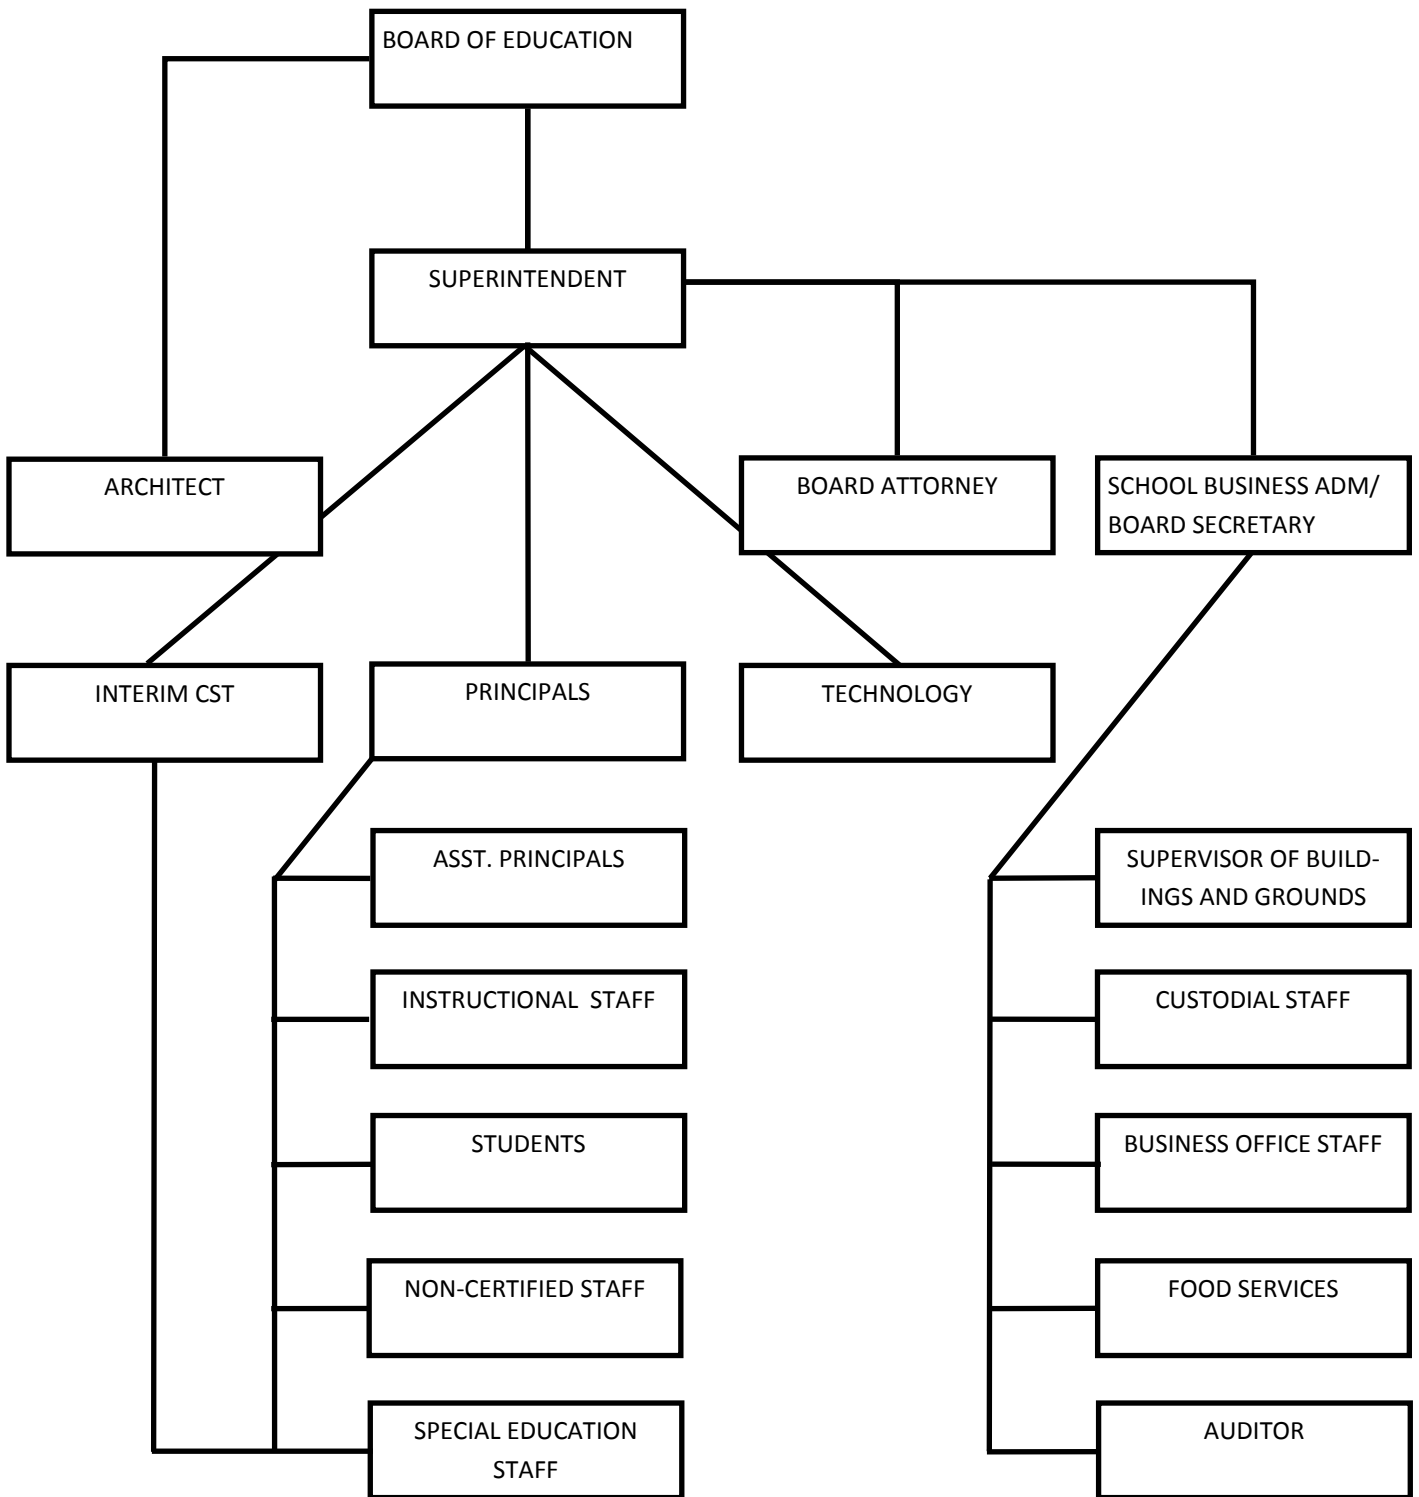 BOARD OF EDUCATION
SUPERINTENDENT
ARCHITECT
BOARD ATTORNEY
SCHOOL BUSINESS ADM/
BOARD SECRETARY
INTERIM CST
PRINCIPALS
TECHNOLOGY
ASST. PRINCIPALS
SUPERVISOR OF BUILD-
INGS AND GROUNDS
INSTRUCTIONAL  STAFF
CUSTODIAL STAFF
STUDENTS
BUSINESS OFFICE STAFF
NON-CERTIFIED STAFF
FOOD SERVICES
SPECIAL EDUCATION
STAFF
AUDITOR